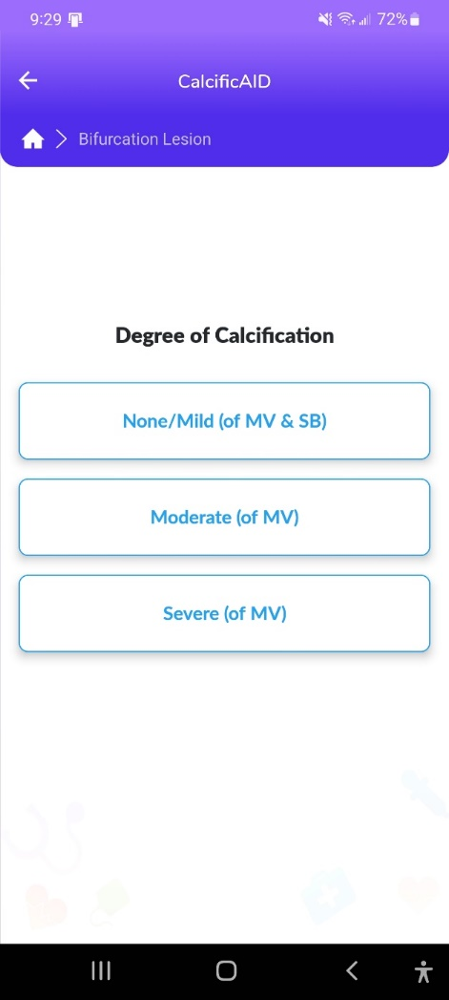 9:29 72%
CalcificAID
Bifurcation Lesion
Degree of Calcification
None/Mild (of MV & SB)
Moderate (of MV)
Severe (of MV)